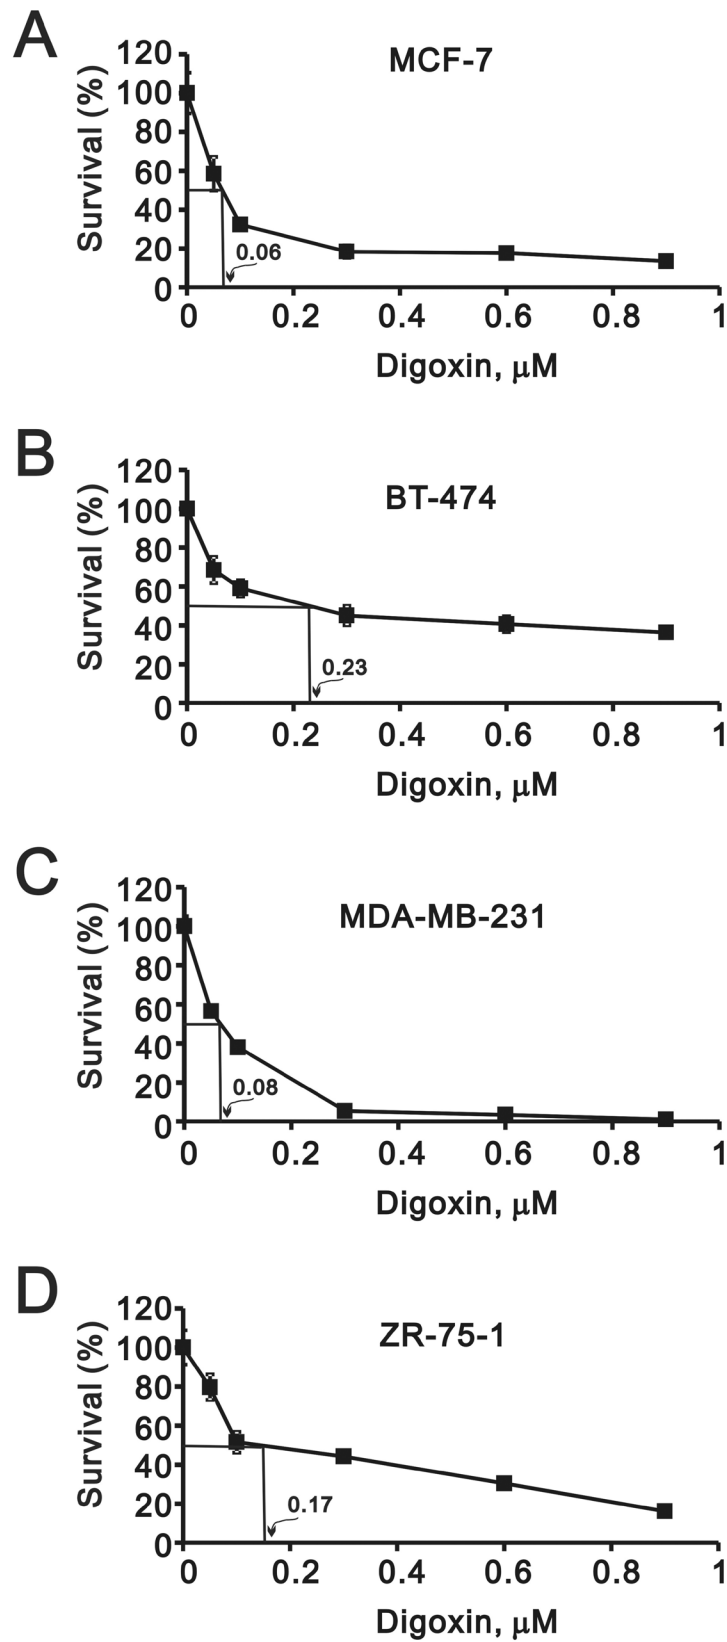 A
MCF-7
Survival (%)
120
100
80
60
40
20
0
0.06
0 0.2 0.4 0.6 0.8 1
Digoxin, µM
B
BT-474
Survival (%)
120
100
80
60
40
20
0
0.23
0 0.2 0.4 0.6 0.8 1
Digoxin, µM
C
MDA-MB-231
Survival (%)
120
100
80
60
40
20
0
0.08
0 0.2 0.4 0.6 0.8 1
Digoxin, µM
D
ZR-75-1
Survival (%)
120
100
80
60
40
20
0
0.17
0 0.2 0.4 0.6 0.8 1
Digoxin, µM